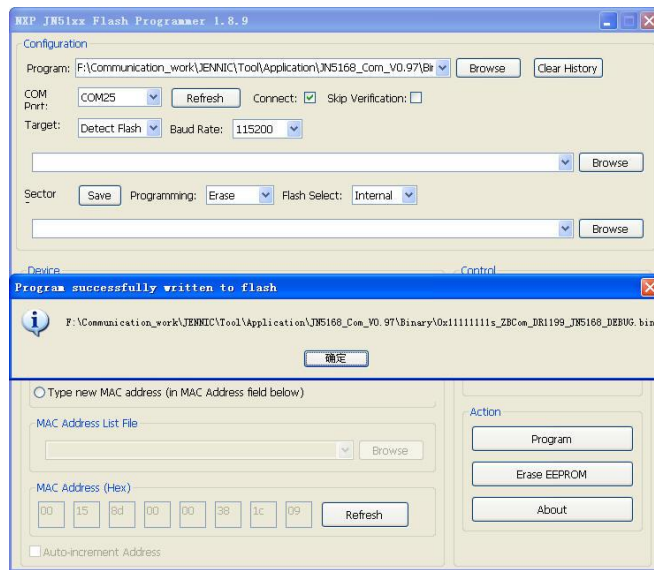 NXP JN51xx Flash Programmer 1.8.9
Configuration
Program: F:\Communication_work\JENNIC\Tool\Application\JN5168_Com_V0.97\Bir Browse Clear History
COM Port: COM25 Refresh Connect: Skip Verification:
Target: Detect Flash Baud Rate: 115200
Browse
Sector Save Programming: Erase Flash Select: Internal
Browse
Device Control
Program successfully written to flash
F:\Communication_work\JENNIC\Tool\Application\JN5168_Com_V0.97\Binary\0x11111111s_ZBCom_DR1199_JN5168_DEBUG.bin
确定
Type new MAC address (in MAC Address field below)
Action
MAC Address List File
Browse
Program
Erase EEPROM
MAC Address (Hex)
00 15 8d 00 00 38 1c 09 Refresh
About
Auto-increment Address